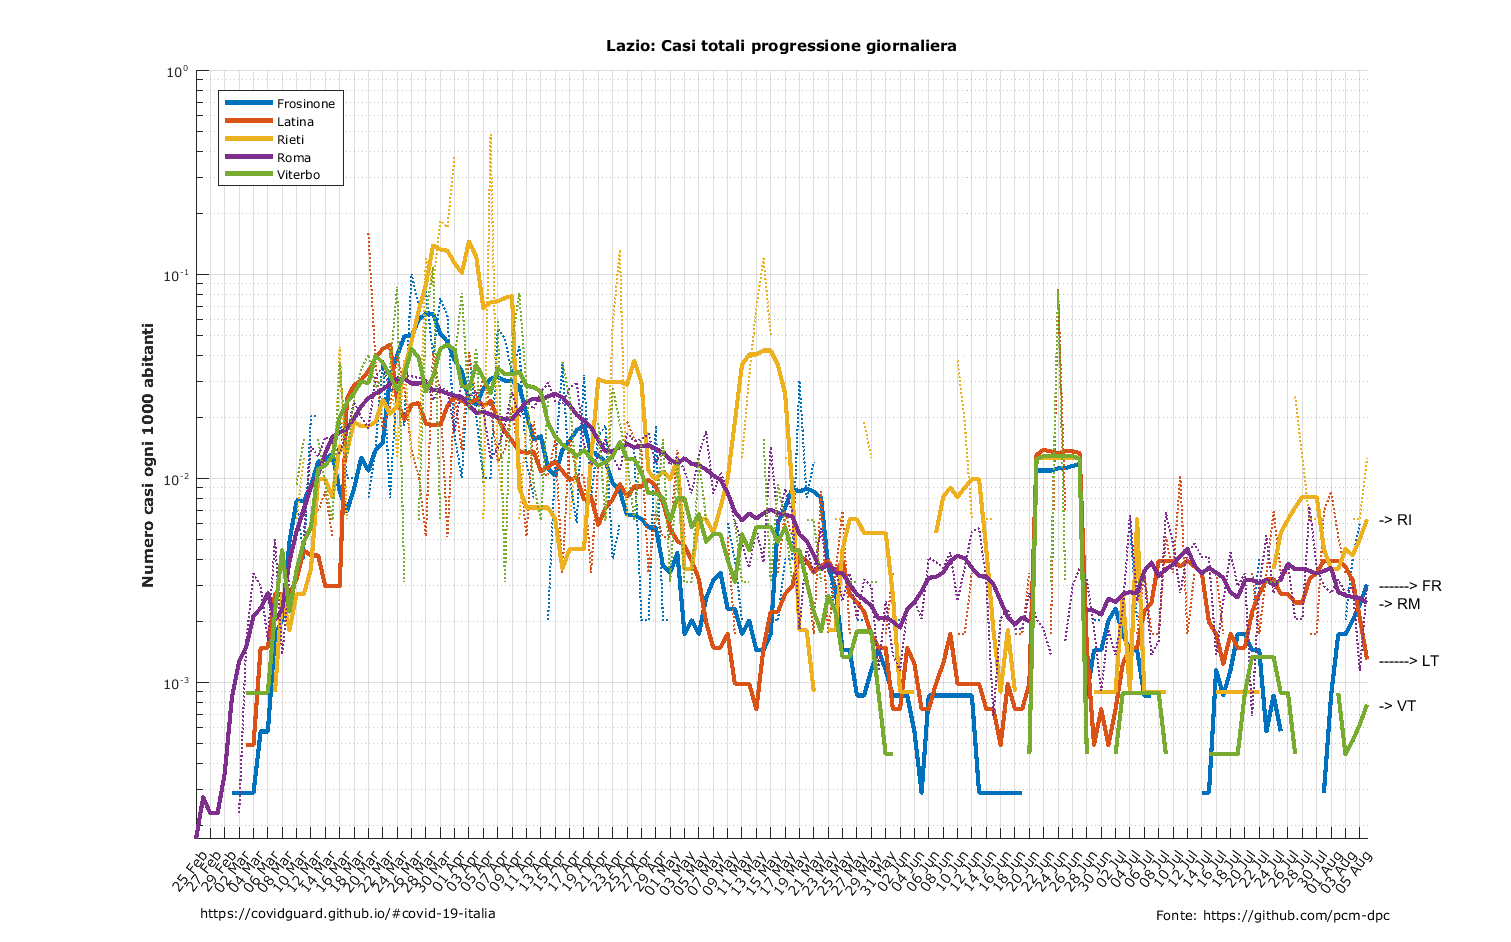 Lazio: Casi totali progressione giornaliera
Numero casi ogni 1000 abitanti
10⁰
10⁻¹
10⁻²
10⁻³
Frosinone
Latina
Rieti
Roma
Viterbo
-> RI
------> FR
-> RM
------> LT
-> VT
25 Feb
27 Feb
29 Feb
02 Mar
04 Mar
06 Mar
08 Mar
10 Mar
12 Mar
14 Mar
16 Mar
18 Mar
20 Mar
22 Mar
24 Mar
26 Mar
28 Mar
30 Mar
01 Apr
03 Apr
05 Apr
07 Apr
09 Apr
11 Apr
13 Apr
15 Apr
17 Apr
19 Apr
21 Apr
23 Apr
25 Apr
27 Apr
29 Apr
01 May
03 May
05 May
07 May
09 May
11 May
13 May
15 May
17 May
19 May
21 May
23 May
25 May
27 May
29 May
31 May
02 Jun
04 Jun
06 Jun
08 Jun
10 Jun
12 Jun
14 Jun
16 Jun
18 Jun
20 Jun
22 Jun
24 Jun
26 Jun
28 Jun
30 Jun
02 Jul
04 Jul
06 Jul
08 Jul
10 Jul
12 Jul
14 Jul
16 Jul
18 Jul
20 Jul
22 Jul
24 Jul
26 Jul
28 Jul
30 Jul
01 Aug
03 Aug
05 Aug
https://covidguard.github.io/#covid-19-italia
Fonte: https://github.com/pcm-dpc